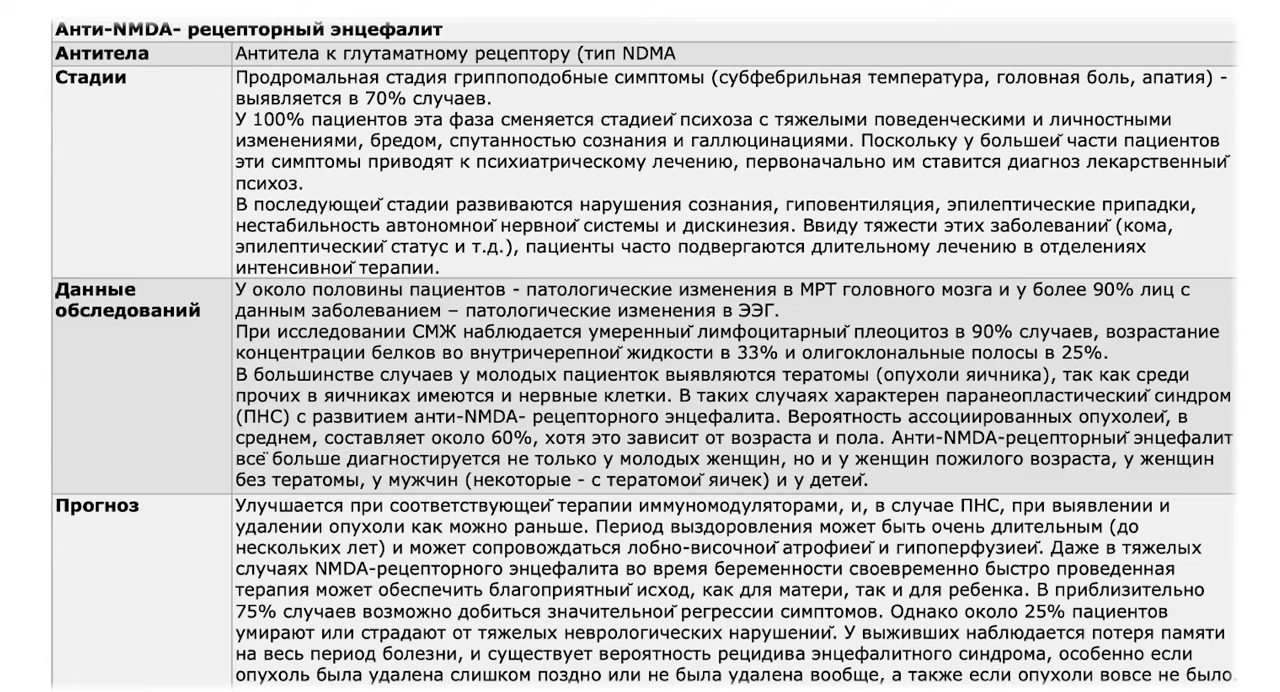 Анти-NMDA- рецепторный энцефалит
Антитела
Антитела к глутаматному рецептору (тип NDMA
Стадии
Продромальная стадия гриппоподобные симптомы (субфебрильная температура, головная боль, апатия) -
выявляется в 70% случаев.
У 100% пациентов эта фаза сменяется стадией психоза с тяжелыми поведенческими и личностными
изменениями, бредом, спутанностью сознания и галлюцинациями. Поскольку у большей части пациентов
эти симптомы приводят к психиатрическому лечению, первоначально им ставится диагноз лекарственный
психоз.
В последующей стадии развиваются нарушения сознания, гиповентиляция, эпилептические припадки,
нестабильность автономной нервной системы и дискинезия. Ввиду тяжести этих заболеваний (кома,
эпилептический статус и т.д.), пациенты часто подвергаются длительному лечению в отделениях
интенсивной терапии.
Данные
обследований
У около половины пациентов - патологические изменения в МРТ головного мозга и у более 90% лиц с
данным заболеванием – патологические изменения в ЭЭГ.
При исследовании СМЖ наблюдается умеренный лимфоцитарный плеоцитоз в 90% случаев, возрастание
концентрации белков во внутричерепной жидкости в 33% и олигоклональные полосы в 25%.
В большинстве случаев у молодых пациенток выявляются тератомы (опухоли яичника), так как среди
прочих в яичниках имеются и нервные клетки. В таких случаях характерен паранеопластический синдром
(ПНС) с развитием анти-NMDA- рецепторного энцефалита. Вероятность ассоциированных опухолей, в
среднем, составляет около 60%, хотя это зависит от возраста и пола. Анти-NMDA-рецепторный энцефалит
всё больше диагностируется не только у молодых женщин, но и у женщин пожилого возраста, у женщин
без тератомы, у мужчин (некоторые - с тератомой яичек) и у детей.
Прогноз
Улучшается при соответствующей терапии иммуномодуляторами, и, в случае ПНС, при выявлении и
удалении опухоли как можно раньше. Период выздоровления может быть очень длительным (до
нескольких лет) и может сопровождаться лобно-височной атрофией и гипоперфузией. Даже в тяжелых
случаях NMDA-рецепторного энцефалита во время беременности своевременно быстро проведенная
терапия может обеспечить благоприятный исход, как для матери, так и для ребенка. В приблизительно
75% случаев возможно добиться значительной регрессии симптомов. Однако около 25% пациентов
умирают или страдают от тяжелых неврологических нарушений. У выживших наблюдается потеря памяти
на весь период болезни, и существует вероятность рецидива энцефалитного синдрома, особенно если
опухоль была удалена слишком поздно или не была удалена вообще, а также если опухоли вовсе не было.